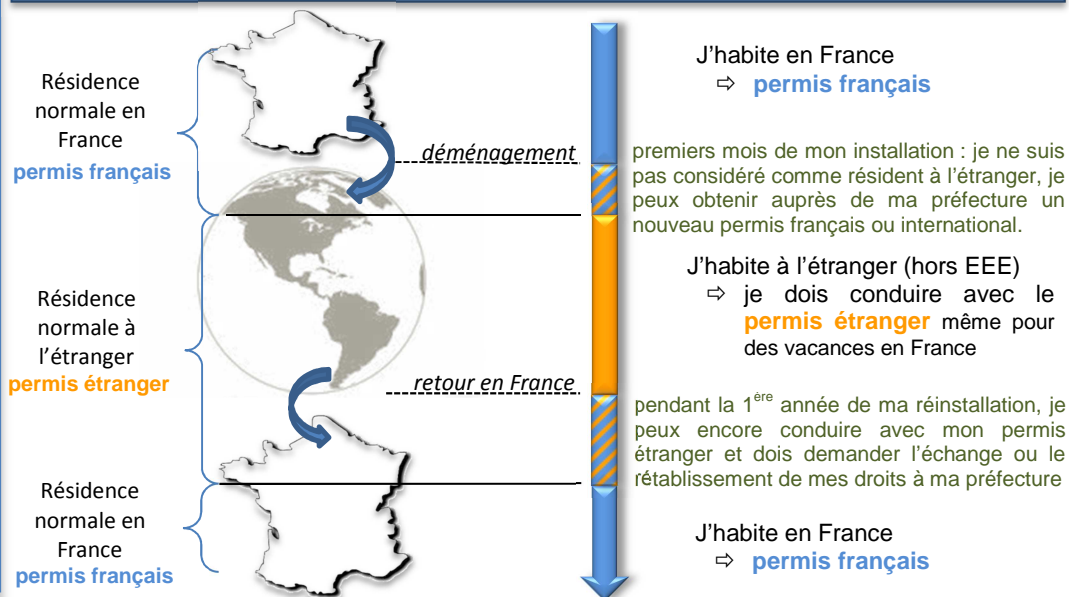 Résidence
normale en
France
permis français
déménagement
J'habite en France
⇨ permis français
premiers mois de mon installation : je ne suis
pas considéré comme résident à l'étranger, je
peux obtenir auprès de ma préfecture un
nouveau permis français ou international.
Résidence
normale à
l'étranger
permis étranger
retour en France
J'habite à l'étranger (hors EEE)
⇨ je dois conduire avec le
permis étranger même pour
des vacances en France
pendant la 1ère année de ma réinstallation, je
peux encore conduire avec mon permis
étranger et dois demander l'échange ou le
rétablissement de mes droits à ma préfecture
Résidence
normale en
France
permis français
J'habite en France
⇨ permis français